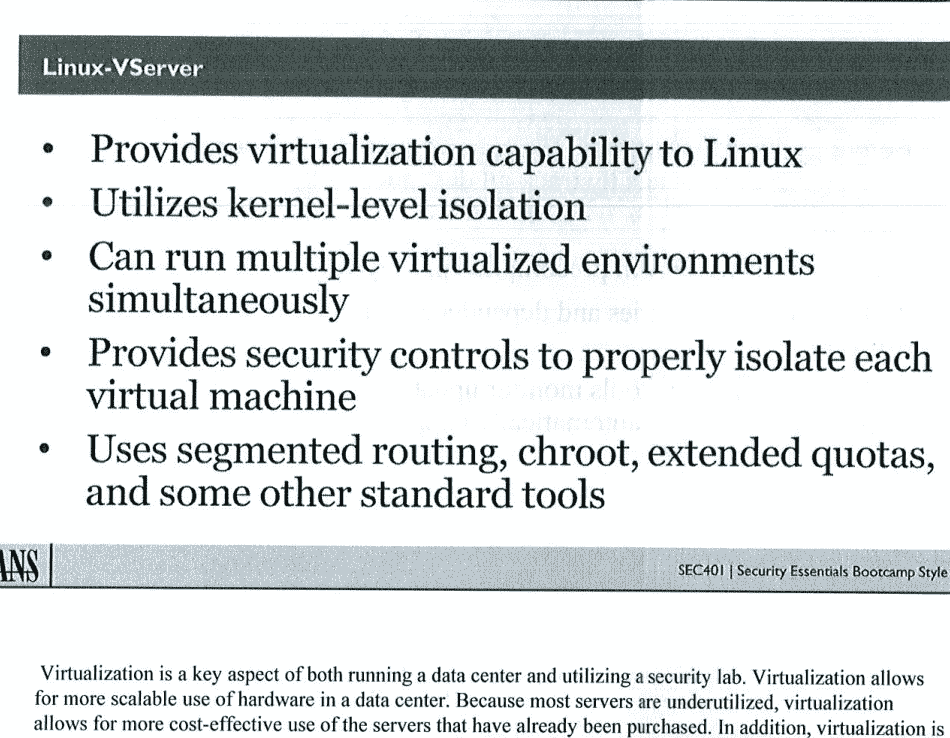 Linux-VServer
• Provides virtualization capability to Linux
• Utilizes kernel-level isolation
• Can run multiple virtualized environments
simultaneously
• Provides security controls to properly isolate each
virtual machine
• Uses segmented routing, chroot, extended quotas,
and some other standard tools
ANS
SEC401 | Security Essentials Bootcamp Style
Virtualization is a key aspect of both running a data center and utilizing a security lab. Virtualization allows
for more scalable use of hardware in a data center. Because most servers are underutilized, virtualization
allows for more cost-effective use of the servers that have already been purchased. In addition, virtualization is